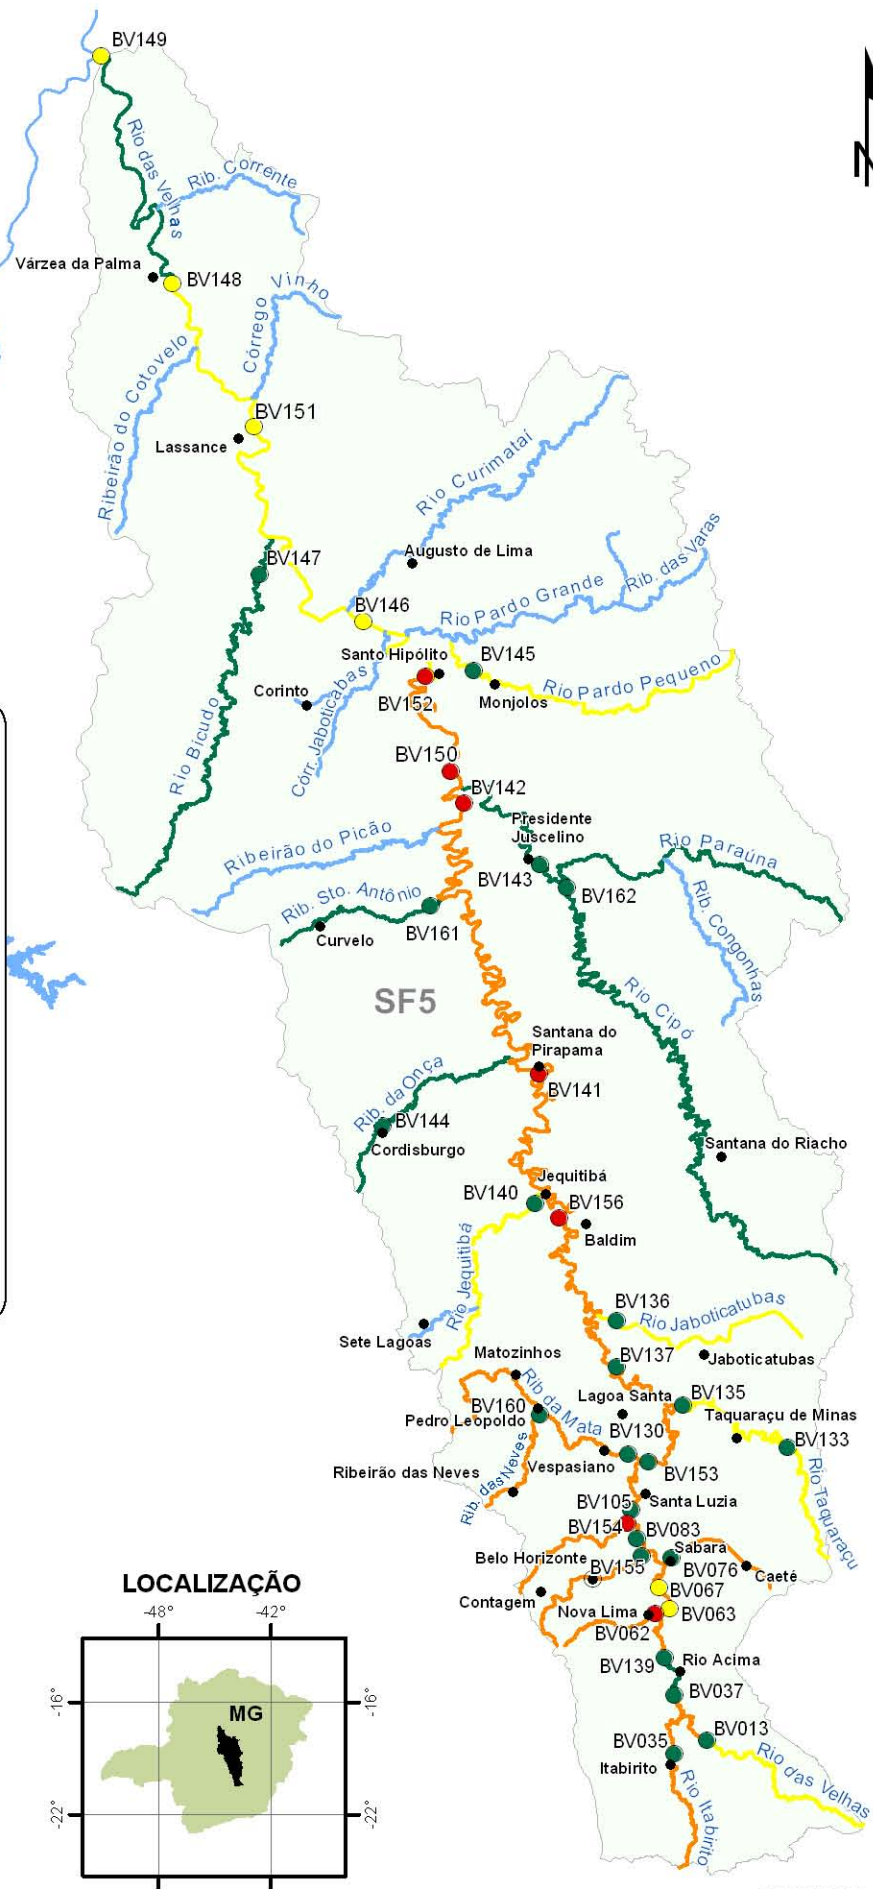 BV149
Rio das Velhas
Rib. Corrente
Várzea da Palma
BV148
Córrego Vinho
Ribeirão do Cotovelo
BV151
Lassance
Rio Curimataí
BV147
Augusto de Lima
Rib. das Varas
BV146
Rio Pardo Grande
Santo Hipólito
BV145
Corinto
BV152
Monjolos
Rio Pardo Pequeno
Córr. Jaboticabas
Rio Bicudo
BV150
BV142
Presidente
Juscelino
Ribeirão do Picão
Rio Paraúna
BV143
BV162
Rib. Sto. Antônio
BV161
Curvelo
Rib. Congonhas
SF5
Rio Cipó
Santana do
Pirapama
BV141
Rib. da Onça
BV144
Cordisburgo
Santana do Riacho
Jequitibá
BV140
BV156
Baldim
Rio Jequitibá
BV136
Rio Jaboticatubas
Sete Lagoas
Matozinhos
BV137
Jaboticatubas
Rib da Mata
Lagoa Santa
BV135
BV160
Pedro Leopoldo
Taquaraçu de Minas
BV130
BV133
Vespasiano
BV153
Ribeirão das Neves
Rib. das Neves
Rio Taquaraçu
BV105
Santa Luzia
BV154
BV083
Sabará
Belo Horizonte
BV155
BV076
Caeté
BV067
Contagem
Nova Lima
BV063
BV062
BV139
Rio Acima
BV037
BV035
BV013
Itabirito
Rio das Velhas
Rio Itabirito
LOCALIZAÇÃO
-48°
-42°
-16°
-16°
MG
-22°
-22°
N